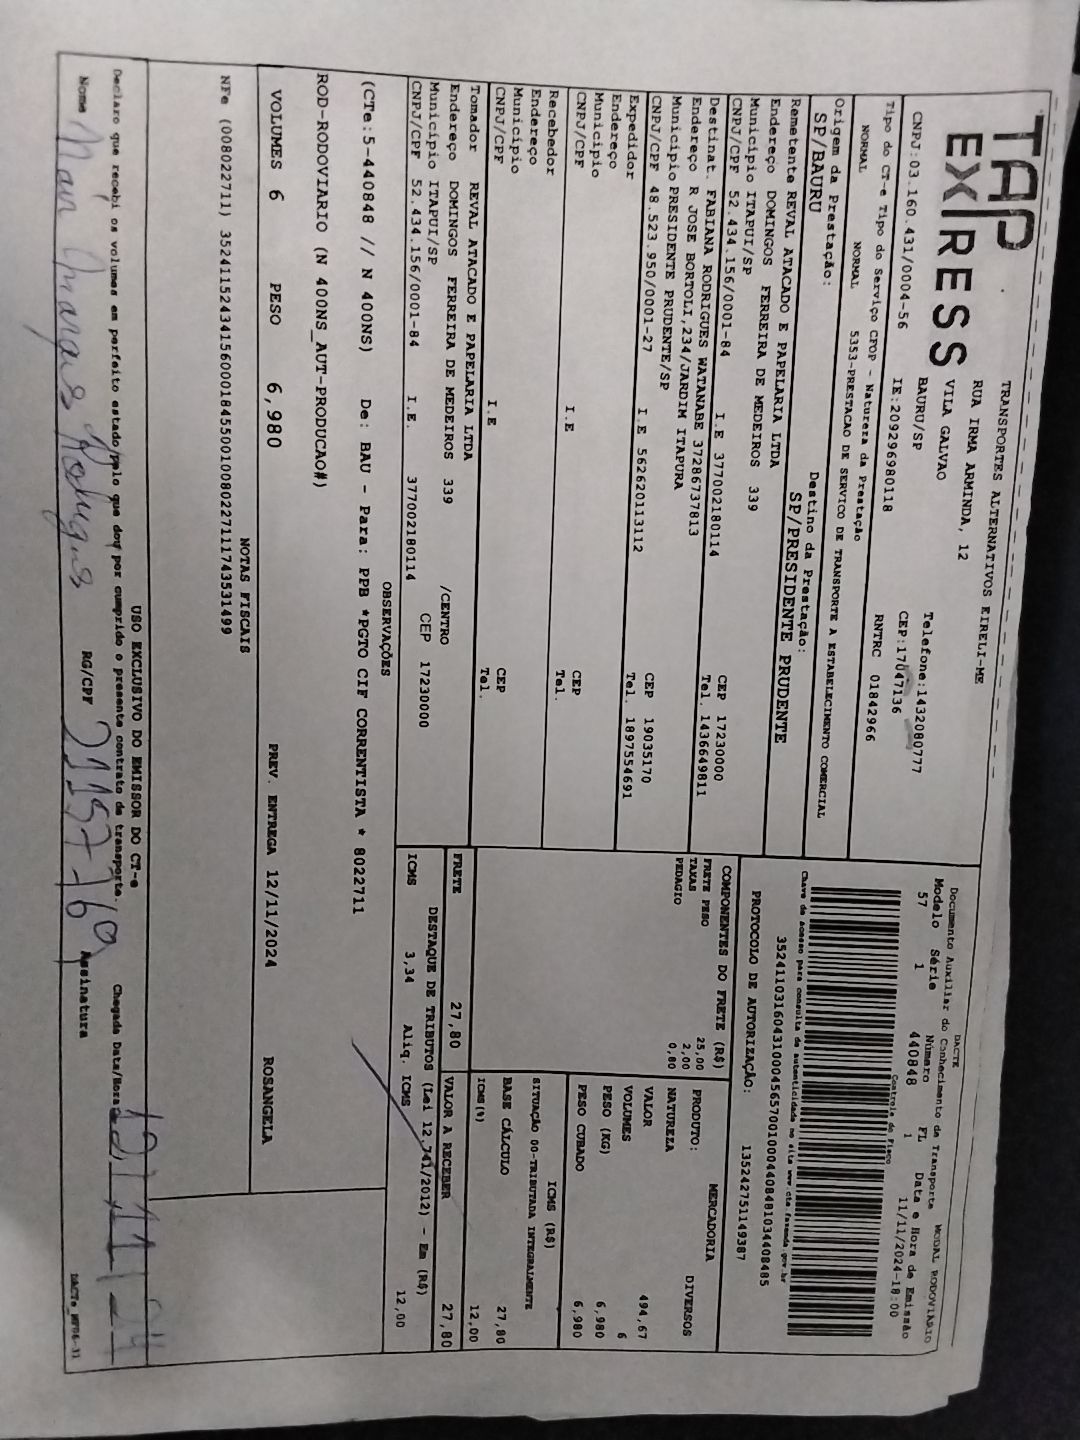 TAP
EXPRESS
TRANSPORTES ALTERNATIVOS EIRELI-ME
RUA IRMA ARMINDA, 12
VILA GALVAO
BAURU/SP
Telefone:1432080777
CNPJ:03.160.431/0004-56 IE:209296980118 CEP:17047136
RNTRC 01842966
Tipo do CT-e Tipo do Serviço CFOP - Natureza da Prestação
NORMAL NORMAL 5353-PRESTACAO DE SERVICO DE TRANSPORTE A ESTABELECIMENTO COMERCIAL
Origem da Prestação: Destino da Prestação:
SP/BAURU SP/PRESIDENTE PRUDENTE
Remetente REVAL ATACADO E PAPELARIA LTDA
Endereço DOMINGOS FERREIRA DE MEDEIROS 339
Município ITAPUI/SP CEP 17230000
CNPJ/CPF 52.434.156/0001-84 I.E 377002180114 Tel. 1436649811
Destinat. FABIANA RODRIGUES WATANABE 37286737813
Endereço R JOSE BORTOLI,234/JARDIM ITAPURA
Município PRESIDENTE PRUDENTE/SP CEP 19035170
CNPJ/CPF 48.523.950/0001-27 I.E 562620113112 Tel. 1897554691
Expedidor
Endereço
Município CEP
CNPJ/CPF I.E Tel.
Recebedor
Endereço
Município CEP
CNPJ/CPF I.E Tel.
Tomador REVAL ATACADO E PAPELARIA LTDA
Endereço DOMINGOS FERREIRA DE MEDEIROS 339 /CENTRO
Município ITAPUI/SP CEP 17230000
CNPJ/CPF 52.434.156/0001-84 I.E. 377002180114
DACTE
Documento Auxiliar do Conhecimento de Transporte MODAL RODOVIARIO
Modelo Série Número FL Data e Hora de Emissão
57 1 440848 1 11/11/2024-18:00
Controle do Fisco
Chave de acesso para consulta de autenticidade no site www.cte.fazenda.gov.br
35241103160431000456570010004408481034408485
PROTOCOLO DE AUTORIZAÇÃO: 135242751149387
COMPONENTES DO FRETE (R$)
FRETE PESO 25,00
TAXAS 2,00
PEDAGIO 0,80
MERCADORIA
PRODUTO: DIVERSOS
NATUREZA
VALOR 494,67
VOLUMES 6
PESO (KG) 6,980
PESO CUBADO 6,980
ICMS (R$)
SITUAÇÃO 00-TRIBUTADA INTEGRALMENTE
BASE CÁLCULO 27,80
ICMS(%) 12,00
FRETE 27,80 VALOR A RECEBER 27,80
DESTAQUE DE TRIBUTOS (Lei 12.741/2012) - Em (R$)
ICMS 3,34 Aliq. ICMS 12,00
OBSERVAÇÕES
(CTe:5-440848 // N 400NS) De: BAU - Para: PPB *PGTO CIF CORRENTISTA * 8022711
ROD-RODOVIARIO (N 400NS_AUT-PRODUCAO#)
VOLUMES 6 PESO 6,980 PREV. ENTREGA 12/11/2024 ROSANGELA
NOTAS FISCAIS
NFe (008022711) 35241152434156000184550010080227111743531499
USO EXCLUSIVO DO EMISSOR DO CT-e
Declaro que recebi os volumes em perfeito estado pelo que dou por cumprido o presente contrato de transporte. Chegada Data/Hora
Nome Rodrigues RG/CPF Assinatura